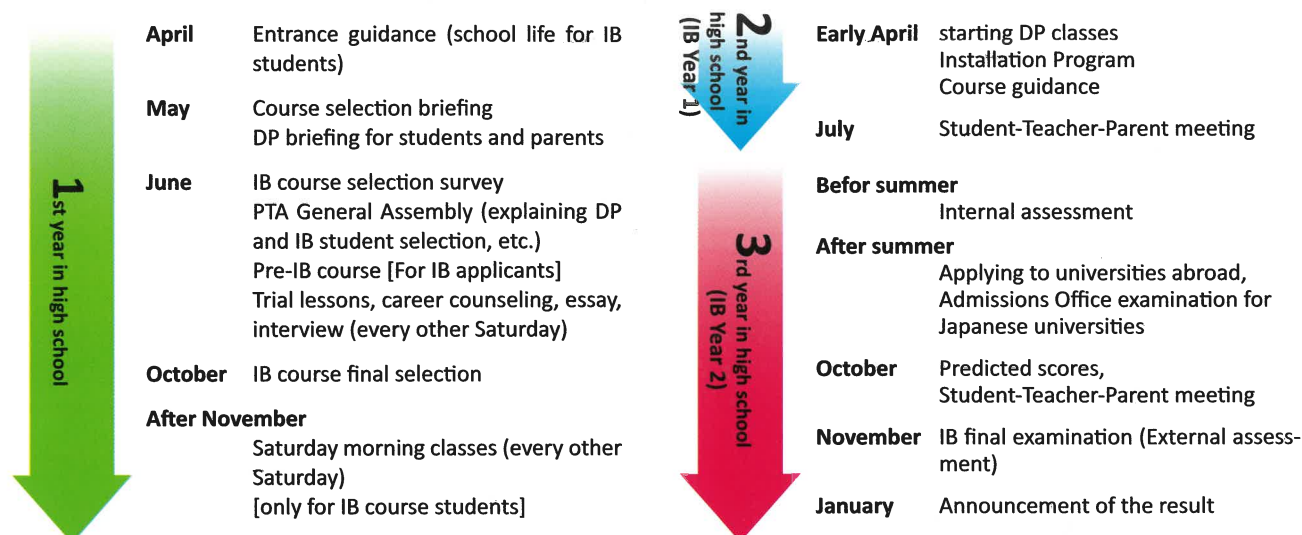 1st year in high school
April Entrance guidance (school life for IB
students)
May Course selection briefing
DP briefing for students and parents
June IB course selection survey
PTA General Assembly (explaining DP
and IB student selection, etc.)
Pre-IB course [For IB applicants]
Trial lessons, career counseling, essay,
interview (every other Saturday)
October IB course final selection
After November
Saturday morning classes (every other
Saturday)
[only for IB course students]
2nd year in
high school
(IB Year 1)
Early April starting DP classes
Installation Program
Course guidance
July Student-Teacher-Parent meeting
3rd year in high school
(IB Year 2)
Befor summer
Internal assessment
After summer
Applying to universities abroad,
Admissions Office examination for
Japanese universities
October Predicted scores,
Student-Teacher-Parent meeting
November IB final examination (External assess-
ment)
January Announcement of the result